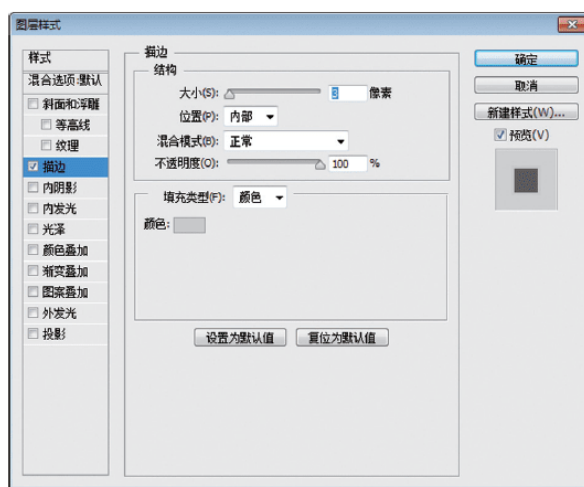 图层样式
样式
混合选项:默认
斜面和浮雕
等高线
纹理
描边
内阴影
内发光
光泽
颜色叠加
渐变叠加
图案叠加
外发光
投影
描边
结构
大小(S): 3 像素
位置(P): 内部
混合模式(B): 正常
不透明度(O): 100 %
填充类型(F): 颜色
颜色:
设置为默认值 复位为默认值
确定
取消
新建样式(W)...
预览(V)